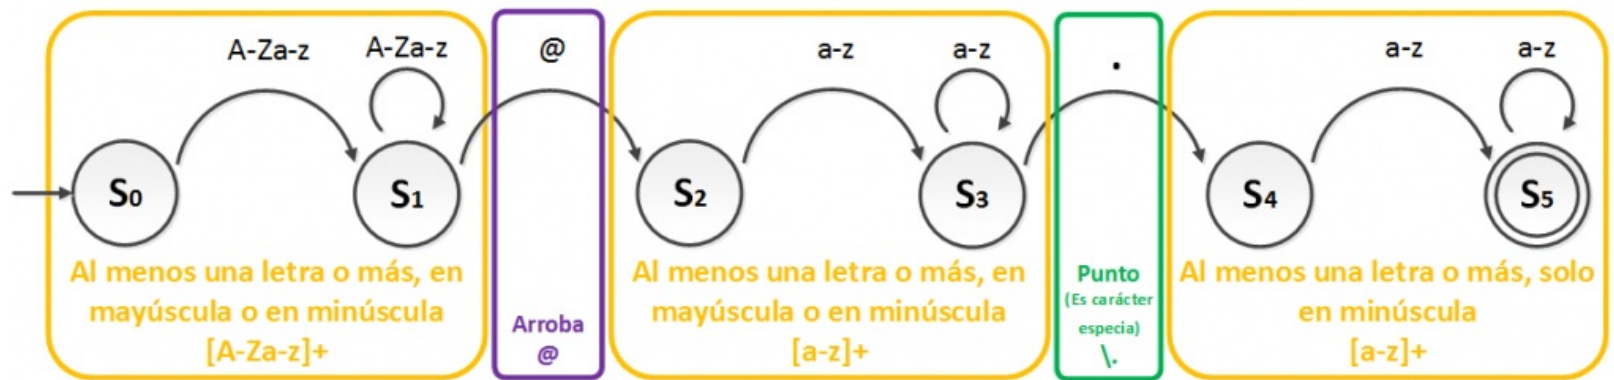 A-Za-z
A-Za-z
@
a-z
a-z
.
a-z
a-z
S0
S1
S2
S3
S4
S5
Al menos una letra o más, en
mayúscula o en minúscula
[A-Za-z]+
Arroba
@
Al menos una letra o más, en
mayúscula o en minúscula
[a-z]+
Punto
(Es carácter
especia)
\.
Al menos una letra o más, solo
en minúscula
[a-z]+